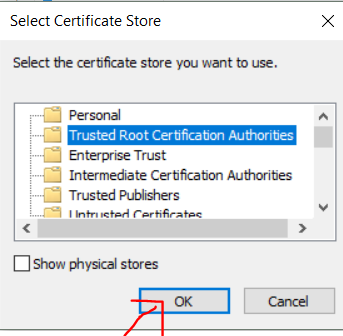 Select Certificate Store
Select the certificate store you want to use.
Personal
Trusted Root Certification Authorities
Enterprise Trust
Intermediate Certification Authorities
Trusted Publishers
Untrusted Certificates
Show physical stores
OK
Cancel